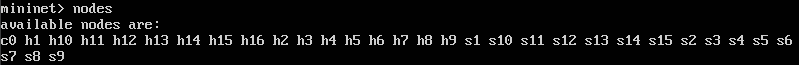 mininet> nodes
available nodes are:
c0 h1 h10 h11 h12 h13 h14 h15 h16 h2 h3 h4 h5 h6 h7 h8 h9 s1 s10 s11 s12 s13 s14 s15 s2 s3 s4 s5 s6
s7 s8 s9